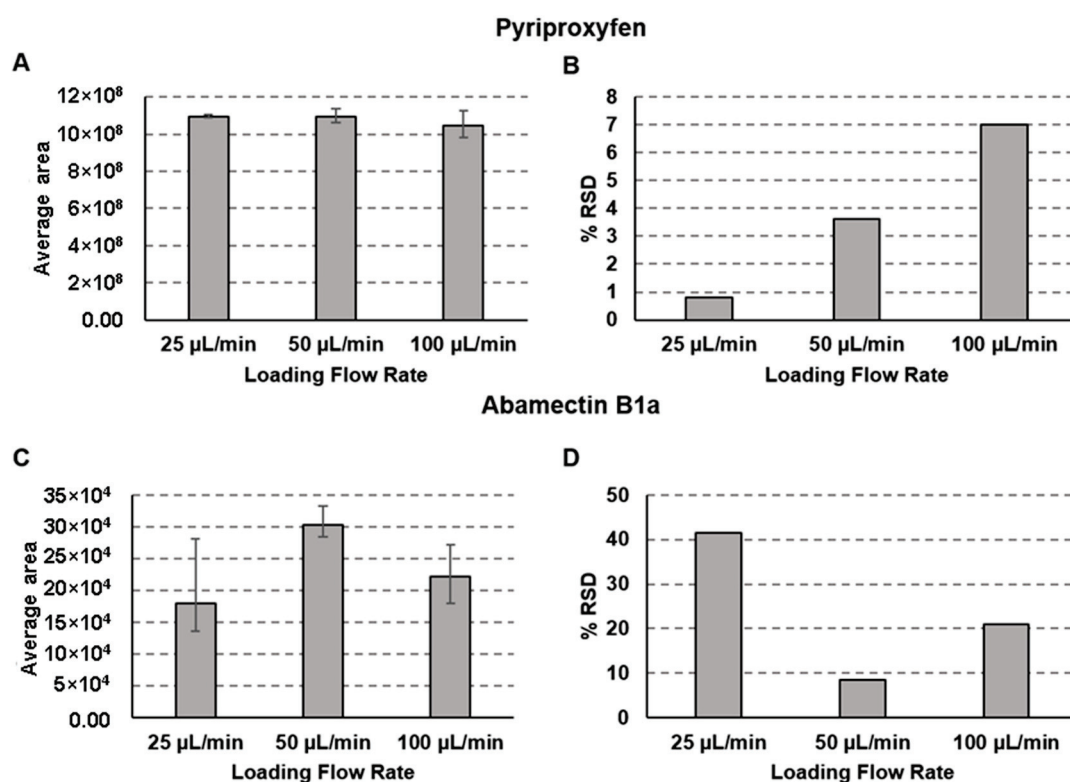 Pyriproxyfen
A
12×10⁸
10×10⁸
8×10⁸
6×10⁸
4×10⁸
2×10⁸
0.00
Average area
25 µL/min 50 µL/min 100 µL/min
Loading Flow Rate
B
8
7
6
5
4
3
2
1
0
% RSD
25 µL/min 50 µL/min 100 µL/min
Loading Flow Rate
Abamectin B1a
C
35×10⁴
30×10⁴
25×10⁴
20×10⁴
15×10⁴
10×10⁴
5×10⁴
0.00
Average area
25 µL/min 50 µL/min 100 µL/min
Loading Flow Rate
D
50
40
30
20
10
0
% RSD
25 µL/min 50 µL/min 100 µL/min
Loading Flow Rate